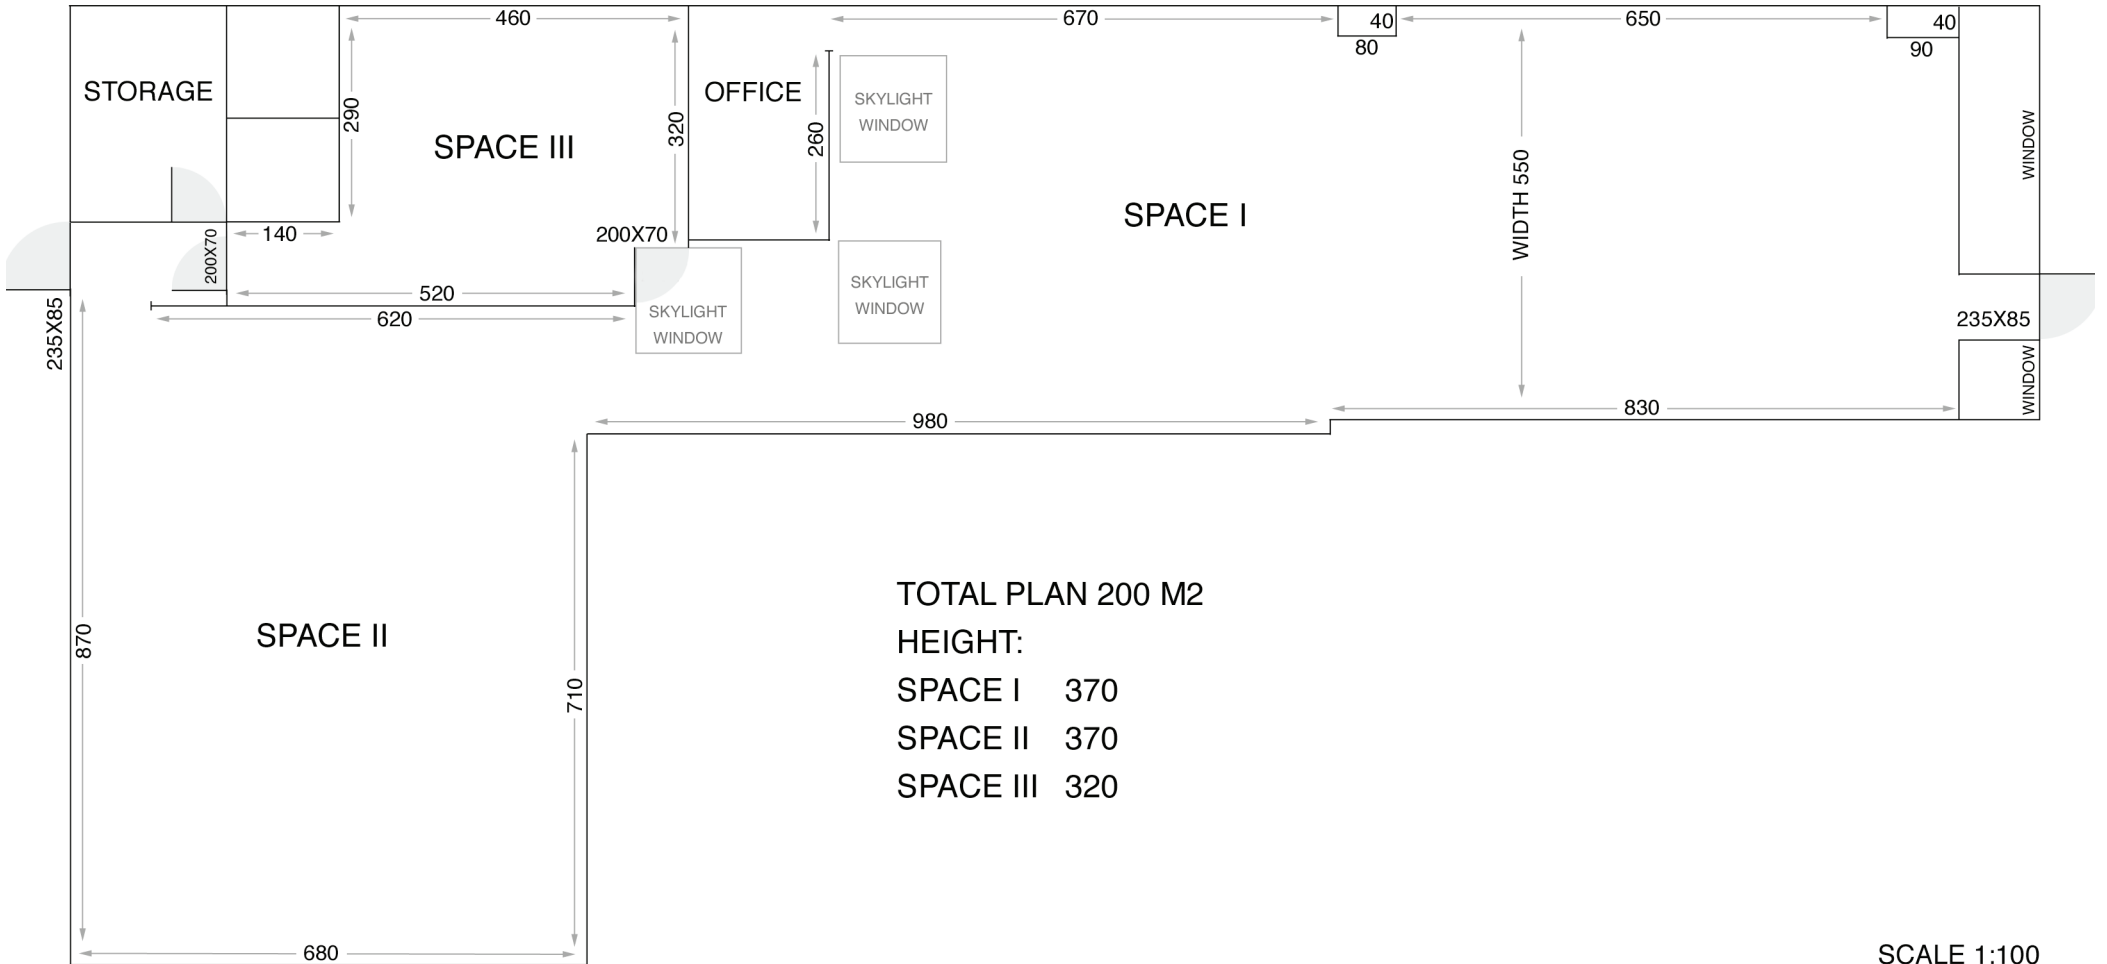 460
670
40
650
40
80
90
STORAGE
290
SPACE III
320
OFFICE
260
SKYLIGHT
WINDOW
WIDTH 550
SPACE I
WINDOW
140
200X70
200X70
520
620
SKYLIGHT
WINDOW
SKYLIGHT
WINDOW
235X85
235X85
WINDOW
980
830
870
SPACE II
710
680
TOTAL PLAN 200 M2
HEIGHT:
SPACE I 370
SPACE II 370
SPACE III 320
SCALE 1:100